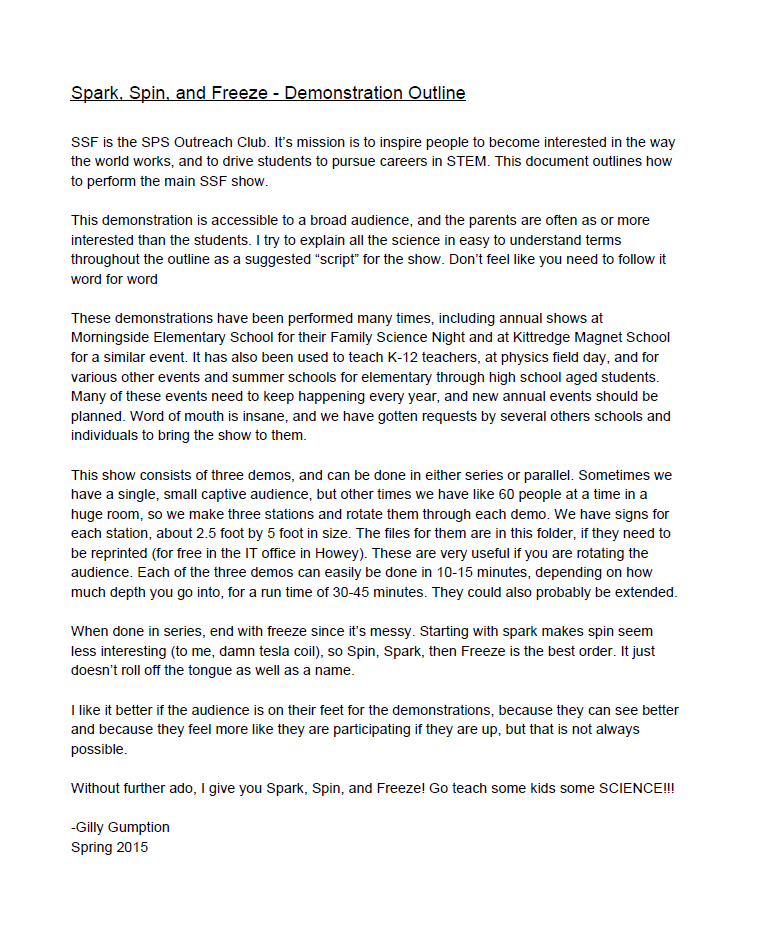 Spark, Spin, and Freeze - Demonstration Outline
SSF is the SPS Outreach Club. It's mission is to inspire people to become interested in the way
the world works, and to drive students to pursue careers in STEM. This document outlines how
to perform the main SSF show.
This demonstration is accessible to a broad audience, and the parents are often as or more
interested than the students. I try to explain all the science in easy to understand terms
throughout the outline as a suggested “script” for the show. Don't feel like you need to follow it
word for word
These demonstrations have been performed many times, including annual shows at
Morningside Elementary School for their Family Science Night and at Kittredge Magnet School
for a similar event. It has also been used to teach K-12 teachers, at physics field day, and for
various other events and summer schools for elementary through high school aged students.
Many of these events need to keep happening every year, and new annual events should be
planned. Word of mouth is insane, and we have gotten requests by several others schools and
individuals to bring the show to them.
This show consists of three demos, and can be done in either series or parallel. Sometimes we
have a single, small captive audience, but other times we have like 60 people at a time in a
huge room, so we make three stations and rotate them through each demo. We have signs for
each station, about 2.5 foot by 5 foot in size. The files for them are in this folder, if they need to
be reprinted (for free in the IT office in Howey). These are very useful if you are rotating the
audience. Each of the three demos can easily be done in 10-15 minutes, depending on how
much depth you go into, for a run time of 30-45 minutes. They could also probably be extended.
When done in series, end with freeze since it's messy. Starting with spark makes spin seem
less interesting (to me, damn tesla coil), so Spin, Spark, then Freeze is the best order. It just
doesn't roll off the tongue as well as a name.
I like it better if the audience is on their feet for the demonstrations, because they can see better
and because they feel more like they are participating if they are up, but that is not always
possible.
Without further ado, I give you Spark, Spin, and Freeze! Go teach some kids some SCIENCE!!!
-Gilly Gumption
Spring 2015